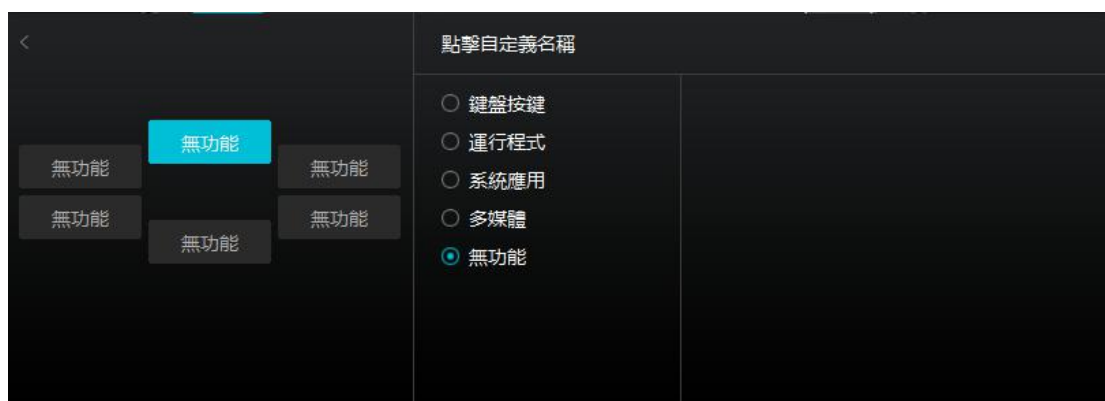 點擊自定義名稱
無功能
無功能
無功能
無功能
無功能
無功能
鍵盤按鍵
運行程式
系統應用
多媒體
無功能